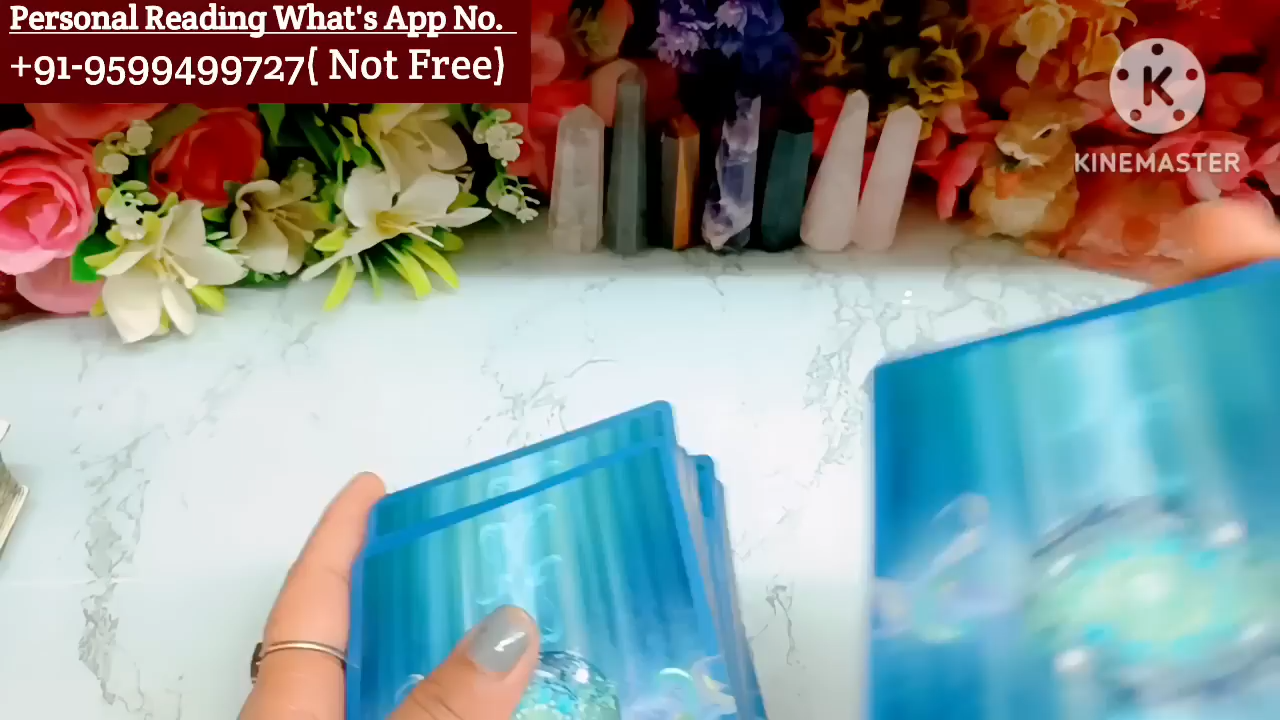 Personal Reading What's App No.
+91-9599499727( Not Free)
K
KINEMASTER